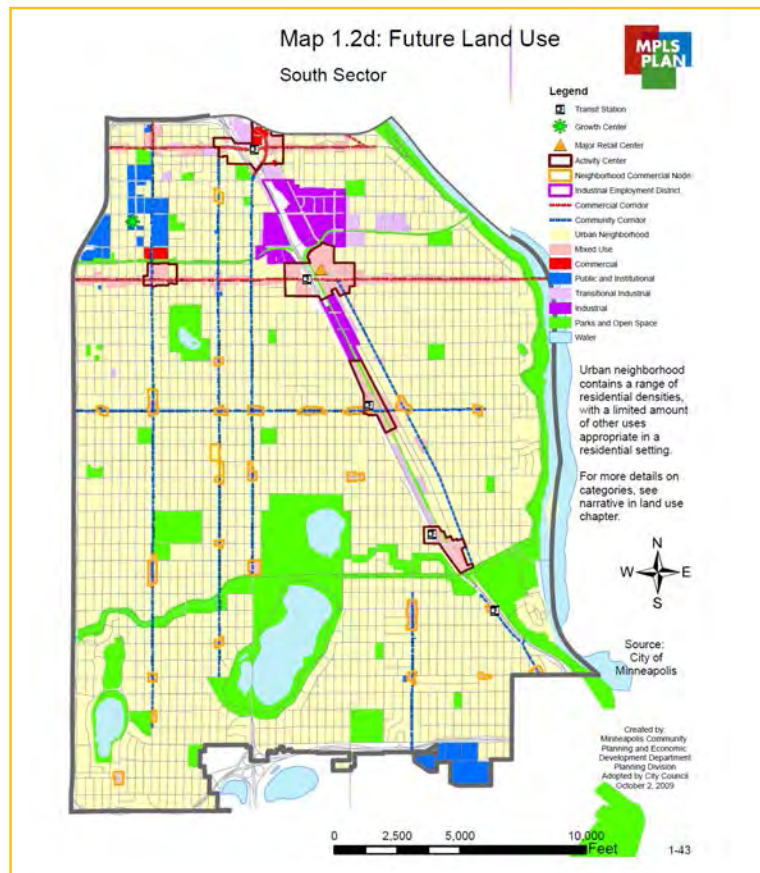 Map 1.2d: Future Land Use
South Sector
MPLS
PLAN
Legend
Transit Station
Growth Center
Major Retail Center
Activity Center
Neighborhood Commercial Node
Industrial Employment District
Commercial Corridor
Community Corridor
Urban Neighborhood
Mixed Use
Commercial
Public and Institutional
Transitional Industrial
Industrial
Parks and Open Space
Water
Urban neighborhood
contains a range of
residential densities,
with a limited amount
of other uses
appropriate in a
residential setting.
For more details on
categories, see
narrative in land use
chapter.
N
W E
S
Source:
City of
Minneapolis
Created by:
Minneapolis Community
Planning and Economic
Development Department
Planning Division
Adopted by City Council
October 2, 2009
0 2,500 5,000 10,000
Feet
1-43